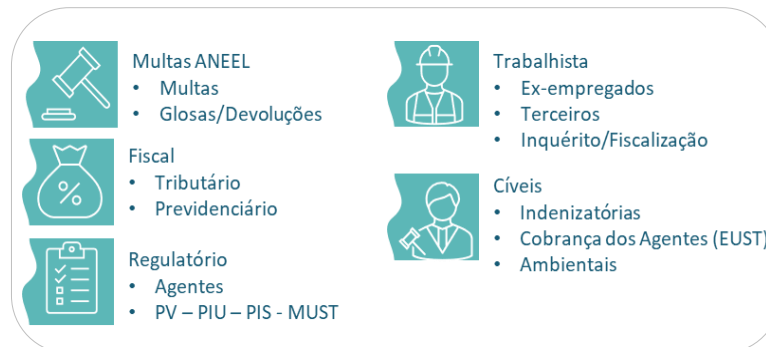 Multas ANEEL
• Multas
• Glosas/Devoluções
Fiscal
• Tributário
• Previdenciário
Regulatório
• Agentes
• PV – PIU – PIS - MUST
Trabalhista
• Ex-empregados
• Terceiros
• Inquérito/Fiscalização
Cíveis
• Indenizatórias
• Cobrança dos Agentes (EUST)
• Ambientais